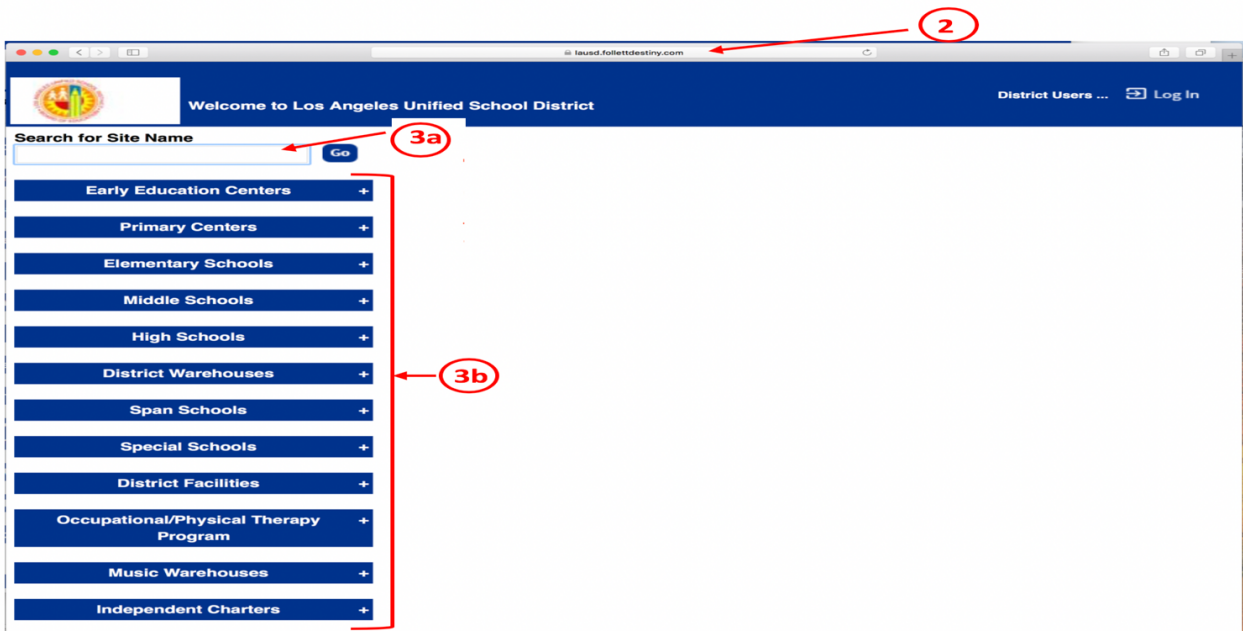 2
lausd.follettdestiny.com
Welcome to Los Angeles Unified School District
District Users ... Log In
Search for Site Name
3a
Go
Early Education Centers +
Primary Centers +
Elementary Schools +
Middle Schools +
High Schools +
District Warehouses +
3b
Span Schools +
Special Schools +
District Facilities +
Occupational/Physical Therapy +
Program
Music Warehouses +
Independent Charters +